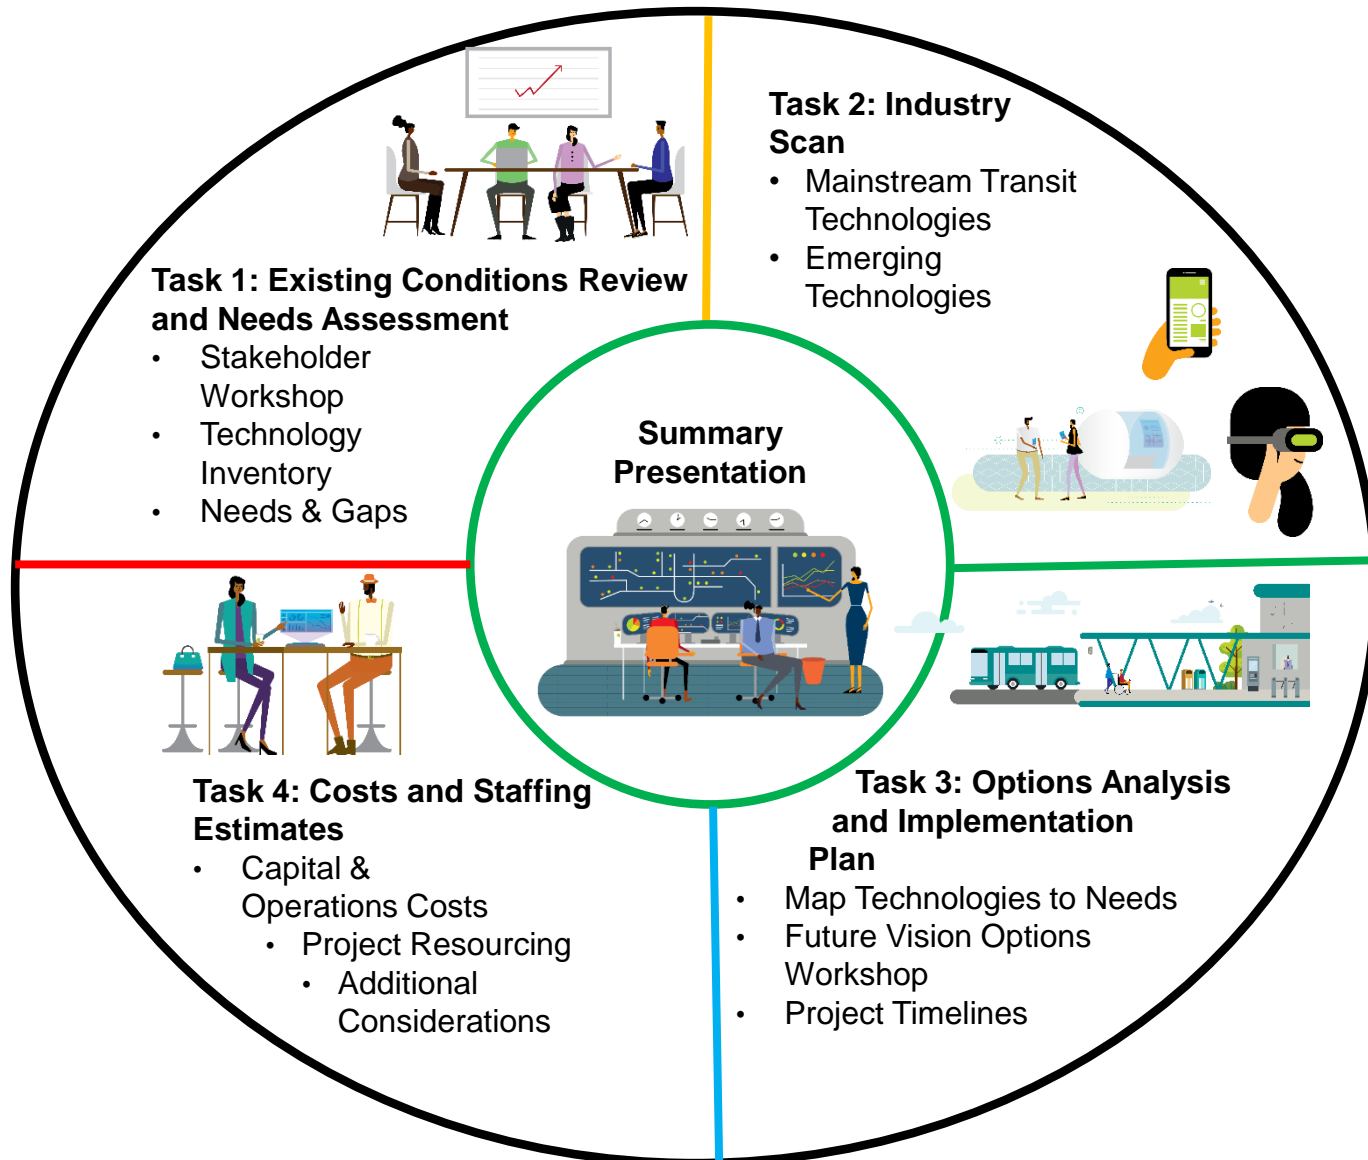 Task 1: Existing Conditions Review
and Needs Assessment
• Stakeholder
Workshop
• Technology
Inventory
• Needs & Gaps
Task 2: Industry
Scan
• Mainstream Transit
Technologies
• Emerging
Technologies
Summary
Presentation
Task 3: Options Analysis
and Implementation
Plan
• Map Technologies to Needs
• Future Vision Options
Workshop
• Project Timelines
Task 4: Costs and Staffing
Estimates
• Capital &
Operations Costs
• Project Resourcing
• Additional
Considerations